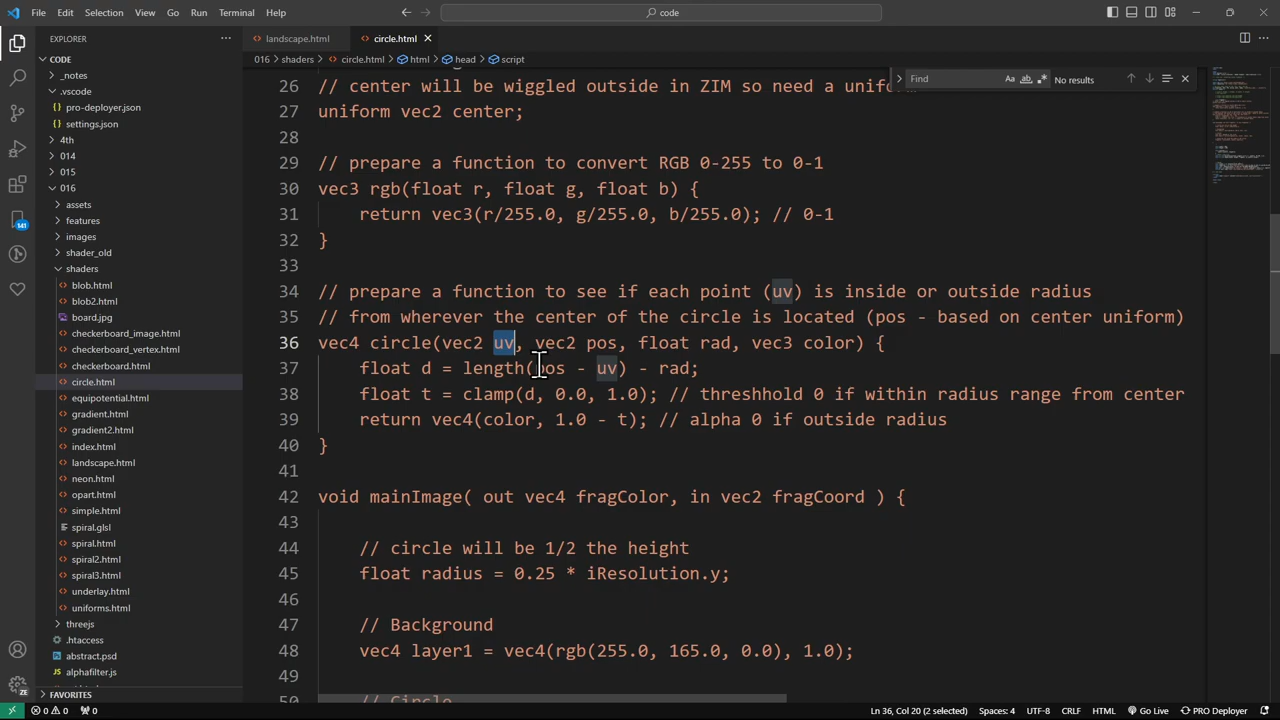 File Edit Selection View Go Run Terminal Help
code
EXPLORER
landscape.html
circle.html
CODE
016 shaders circle.html html head script
_notes
.vscode
pro-deployer.json
settings.json
4th
014
015
016
assets
features
images
shader_old
shaders
blob.html
blob2.html
board.jpg
checkerboard_image.html
checkerboard_vertex.html
checkerboard.html
circle.html
equipotential.html
gradient.html
gradient2.html
index.html
landscape.html
neon.html
opart.html
simple.html
spiral.glsl
spiral.html
spiral2.html
spiral3.html
underlay.html
uniforms.html
threejs
.htaccess
abstract.psd
alphafilter.js
FAVORITES
141
ZE
Find Aa ab No results
26 // center will be wiggled outside in ZIM so need a uniform
27 uniform vec2 center;
28
29 // prepare a function to convert RGB 0-255 to 0-1
30 vec3 rgb(float r, float g, float b) {
31 return vec3(r/255.0, g/255.0, b/255.0); // 0-1
32 }
33
34 // prepare a function to see if each point (uv) is inside or outside radius
35 // from wherever the center of the circle is located (pos - based on center uniform)
36 vec4 circle(vec2 uv, vec2 pos, float rad, vec3 color) {
37 float d = length(pos - uv) - rad;
38 float t = clamp(d, 0.0, 1.0); // threshhold 0 if within radius range from center
39 return vec4(color, 1.0 - t); // alpha 0 if outside radius
40 }
41
42 void mainImage( out vec4 fragColor, in vec2 fragCoord ) {
43
44 // circle will be 1/2 the height
45 float radius = 0.25 * iResolution.y;
46
47 // Background
48 vec4 layer1 = vec4(rgb(255.0, 165.0, 0.0), 1.0);
49
50 // Circle
0 0 0 Ln 36, Col 20 (2 selected) Spaces: 4 UTF-8 CRLF HTML Go Live PRO Deployer